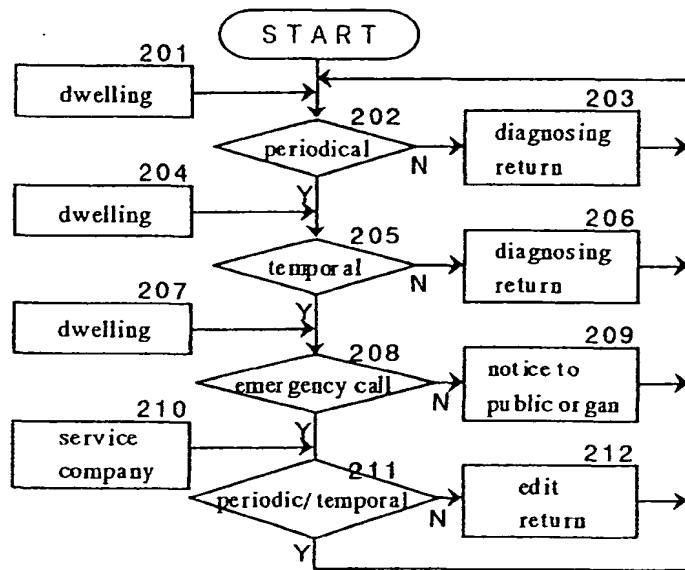 START
201
dwelling
202
periodical
N
203
diagnosing
return
Y
204
dwelling
205
temporal
N
206
diagnosing
return
Y
207
dwelling
208
emergency call
N
209
notice to
public organ
Y
210
service
company
211
periodic/temporal
N
212
edit
return
Y